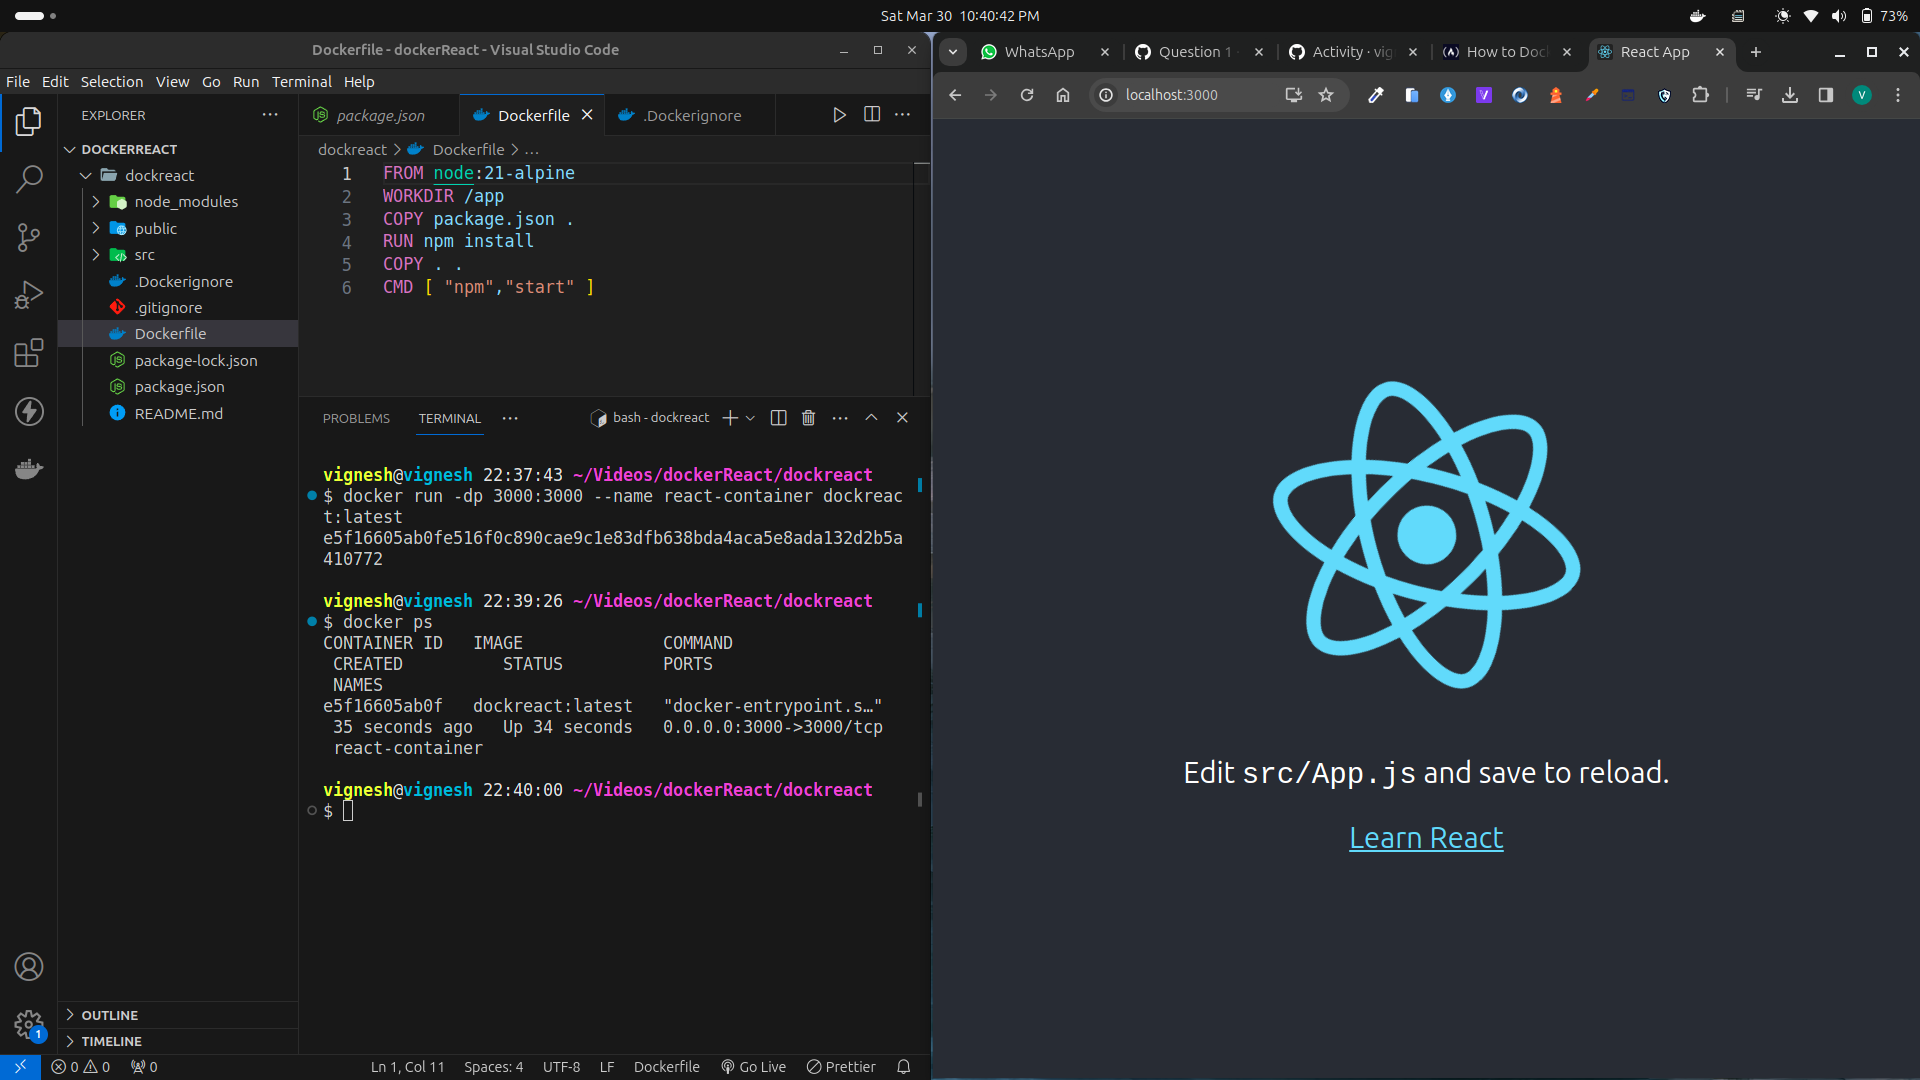 Sat Mar 30 10:40:42 PM
73%
Dockerfile - dockerReact - Visual Studio Code
File Edit Selection View Go Run Terminal Help
EXPLORER
DOCKERREACT
dockreact
node_modules
public
src
.Dockerignore
.gitignore
Dockerfile
package-lock.json
package.json
README.md
OUTLINE
TIMELINE
package.json
Dockerfile
.Dockerignore
dockreact > Dockerfile > ...
1 FROM node:21-alpine
2 WORKDIR /app
3 COPY package.json .
4 RUN npm install
5 COPY . .
6 CMD [ "npm","start" ]
PROBLEMS TERMINAL
bash - dockreact
vignesh@vignesh 22:37:43 ~/Videos/dockerReact/dockreact
$ docker run -dp 3000:3000 --name react-container dockreac
t:latest
e5f16605ab0fe516f0c890cae9c1e83dfb638bda4aca5e8ada132d2b5a
410772
vignesh@vignesh 22:39:26 ~/Videos/dockerReact/dockreact
$ docker ps
CONTAINER ID IMAGE COMMAND
CREATED STATUS PORTS
NAMES
e5f16605ab0f dockreact:latest "docker-entrypoint.s…"
35 seconds ago Up 34 seconds 0.0.0.0:3000->3000/tcp
react-container
vignesh@vignesh 22:40:00 ~/Videos/dockerReact/dockreact
$
1
0 0 0
Ln 1, Col 11 Spaces: 4 UTF-8 LF Dockerfile Go Live Prettier
WhatsApp
Question 1
Activity · vig
How to Doc
React App
localhost:3000
V
V
Edit src/App.js and save to reload.
Learn React